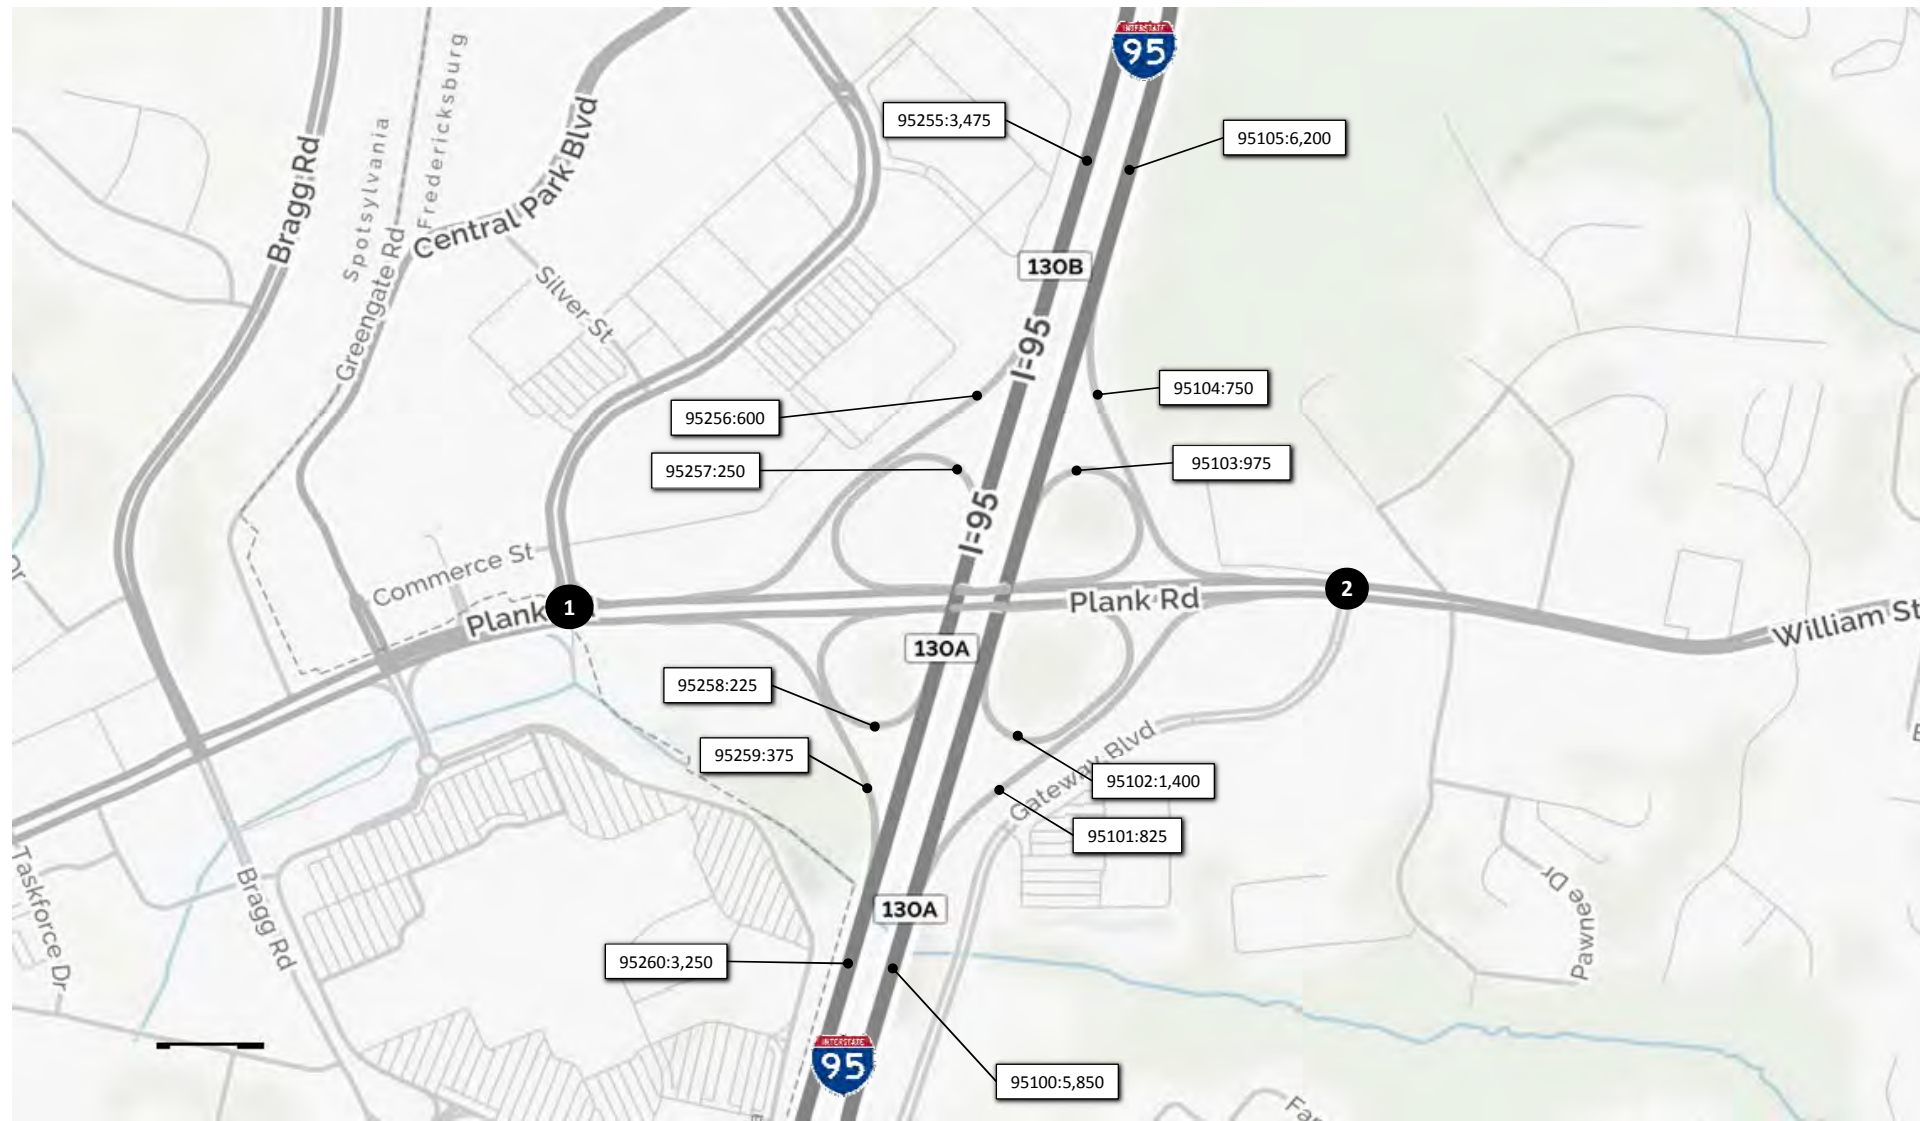 INTERSTATE
95
95255:3,475
95105:6,200
Bragg Rd
Spotsylvania
Fredericksburg
Central Park Blvd
Greengate Rd
Silver St
130B
I-95
95256:600
95104:750
95257:250
95103:975
I-95
Commerce St
Dr
1
2
Plank
Plank Rd
William St
130A
95258:225
95259:375
Gateway Blvd
95102:1,400
95101:825
Taskforce Dr
Bragg Rd
130A
Pawnee Dr
95260:3,250
INTERSTATE
95
95100:5,850